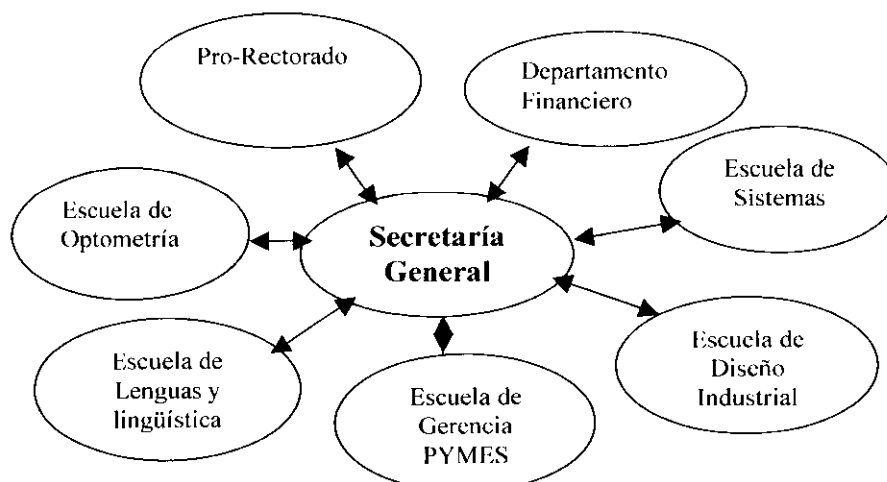 Pro-Rectorado
Departamento
Financiero
Escuela de
Sistemas
Escuela de
Optometría
Secretaría
General
Escuela de
Lenguas y
lingüística
Escuela de
Gerencia
PYMES
Escuela de
Diseño
Industrial